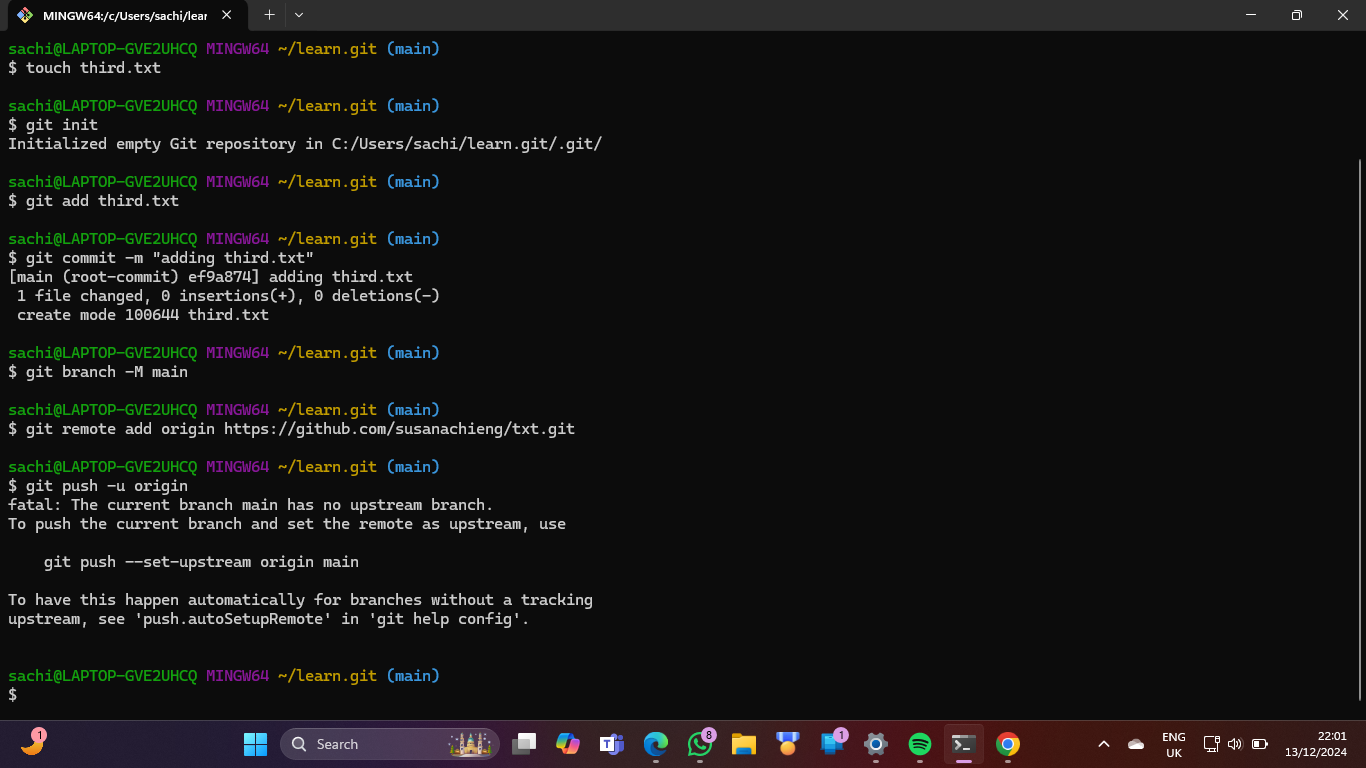 MINGW64:/c/Users/sachi/lear
sachi@LAPTOP-GVE2UHCQ MINGW64 ~/learn.git (main)
$ touch third.txt
sachi@LAPTOP-GVE2UHCQ MINGW64 ~/learn.git (main)
$ git init
Initialized empty Git repository in C:/Users/sachi/learn.git/.git/
sachi@LAPTOP-GVE2UHCQ MINGW64 ~/learn.git (main)
$ git add third.txt
sachi@LAPTOP-GVE2UHCQ MINGW64 ~/learn.git (main)
$ git commit -m "adding third.txt"
[main (root-commit) ef9a874] adding third.txt
 1 file changed, 0 insertions(+), 0 deletions(-)
 create mode 100644 third.txt
sachi@LAPTOP-GVE2UHCQ MINGW64 ~/learn.git (main)
$ git branch -M main
sachi@LAPTOP-GVE2UHCQ MINGW64 ~/learn.git (main)
$ git remote add origin https://github.com/susanachieng/txt.git
sachi@LAPTOP-GVE2UHCQ MINGW64 ~/learn.git (main)
$ git push -u origin
fatal: The current branch main has no upstream branch.
To push the current branch and set the remote as upstream, use
    git push --set-upstream origin main
To have this happen automatically for branches without a tracking
upstream, see 'push.autoSetupRemote' in 'git help config'.
sachi@LAPTOP-GVE2UHCQ MINGW64 ~/learn.git (main)
$
1
Search
8
1
ENG
UK
22:01
13/12/2024